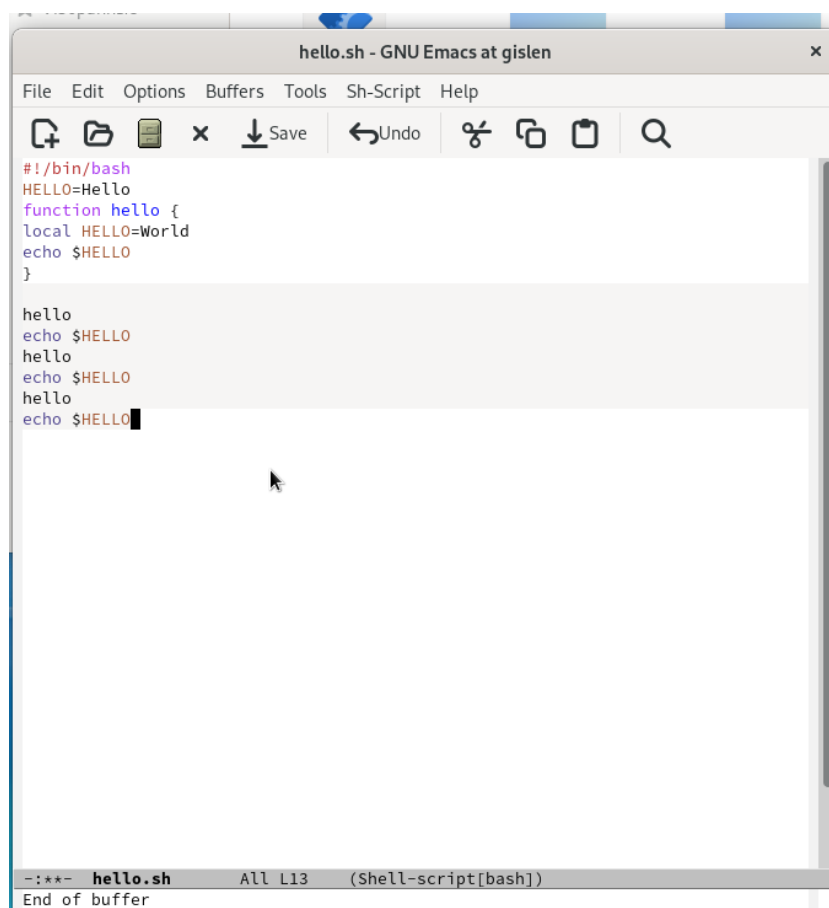 hello.sh - GNU Emacs at gislen
File Edit Options Buffers Tools Sh-Script Help
Save Undo
#!/bin/bash
HELLO=Hello
function hello {
local HELLO=World
echo $HELLO
}
hello
echo $HELLO
hello
echo $HELLO
hello
echo $HELLO
-:**- hello.sh All L13 (Shell-script[bash])
End of buffer